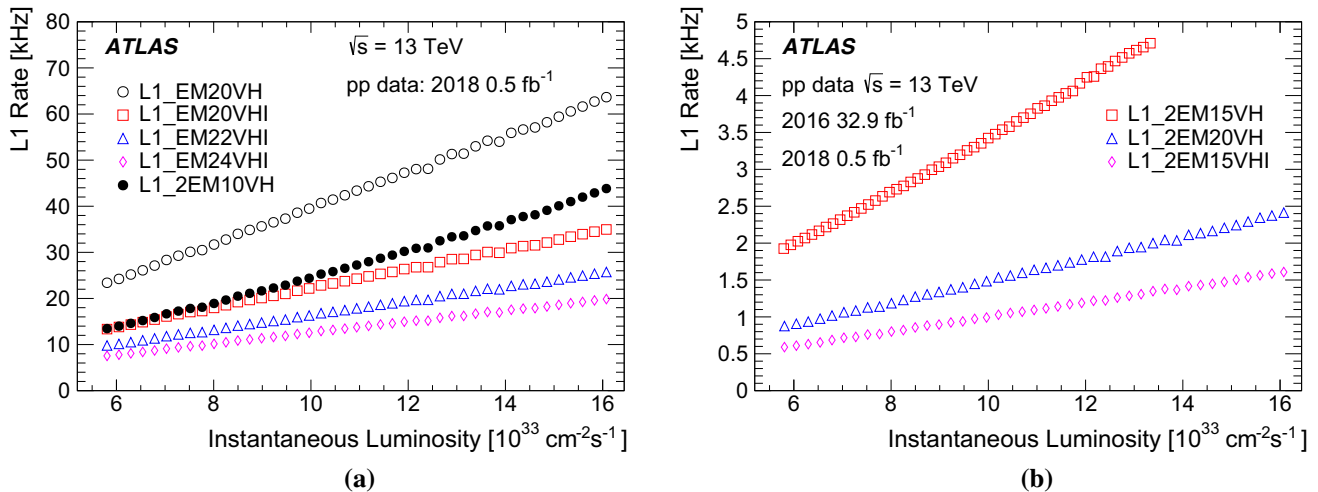 L1 Rate [kHz]
80
70
60
50
40
30
20
10
0
ATLAS
√s = 13 TeV
pp data: 2018 0.5 fb⁻¹
L1_EM20VH
L1_EM20VHI
L1_EM22VHI
L1_EM24VHI
L1_2EM10VH
6 8 10 12 14 16
Instantaneous Luminosity [10³³ cm⁻²s⁻¹]
(a)
L1 Rate [kHz]
5
4.5
4
3.5
3
2.5
2
1.5
1
0.5
0
ATLAS
pp data √s = 13 TeV
2016 32.9 fb⁻¹
2018 0.5 fb⁻¹
L1_2EM15VH
L1_2EM20VH
L1_2EM15VHI
6 8 10 12 14 16
Instantaneous Luminosity [10³³ cm⁻²s⁻¹]
(b)